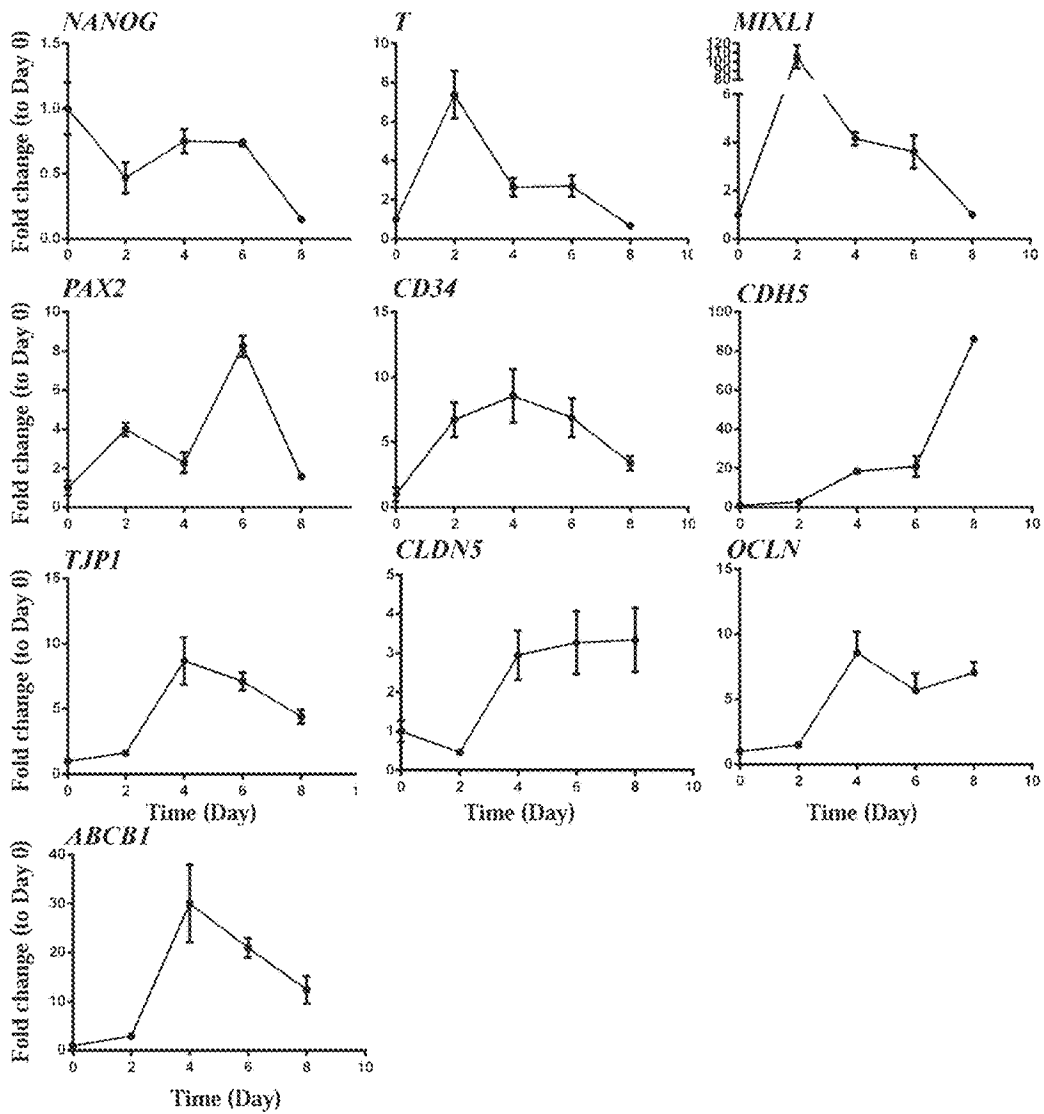 NANOG T MIXL1
Fold change (to Day 0)
1.5 1.0 0.5 0.0
0 2 4 6 8
10 8 6 4 2 0
0 2 4 6 8 10
120 110 100 90 80
6 4 2 0
0 2 4 6 8 10
PAX2 CD34 CDH5
Fold change (to Day 0)
10 8 6 4 2 0
0 2 4 6 8
15 10 5 0
0 2 4 6 8 10
100 80 60 40 20 0
0 2 4 6 8 10
TJP1 CLDN5 OCLN
Fold change (to Day 0)
15 10 5 0
0 2 4 6 8 1
5 4 3 2 1 0
0 2 4 6 8 10
15 10 5 0
0 2 4 6 8 10
Time (Day) Time (Day) Time (Day)
ABCB1
Fold change (to Day 0)
40 30 20 10 0
0 2 4 6 8 10
Time (Day)